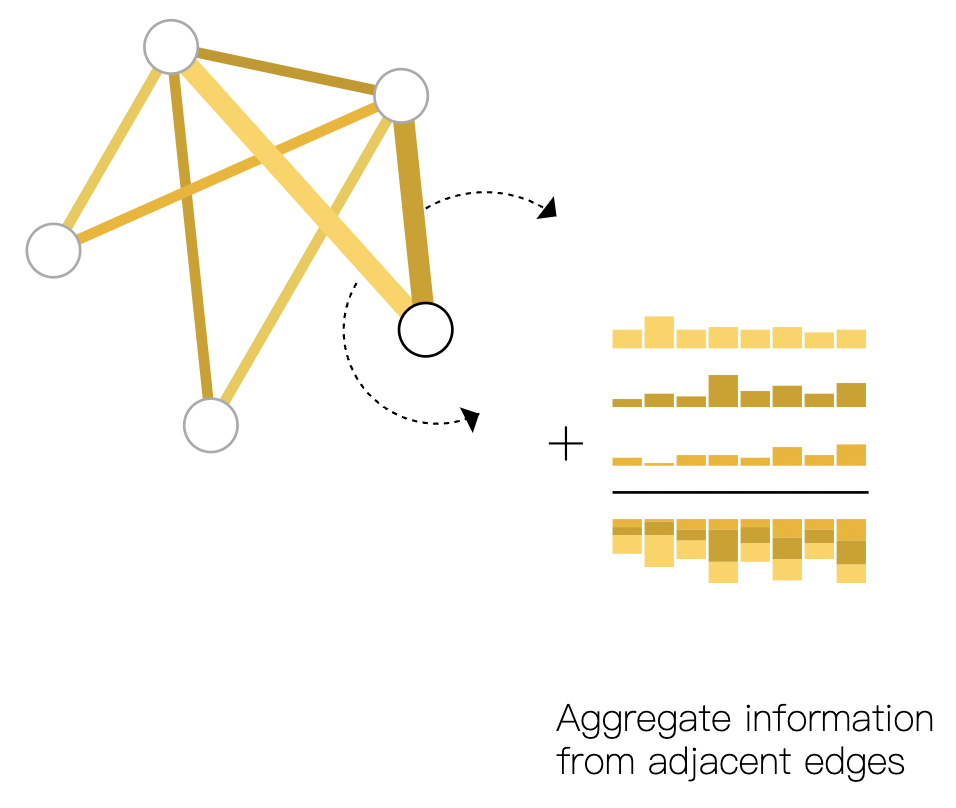 +
Aggregate information
from adjacent edges